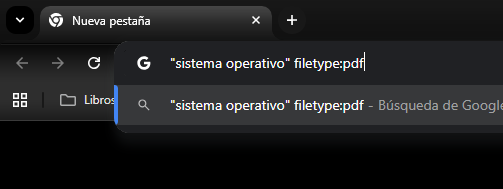 Nueva pestaña
"sistema operativo" filetype:pdf
Libros
"sistema operativo" filetype:pdf - Búsqueda de Google